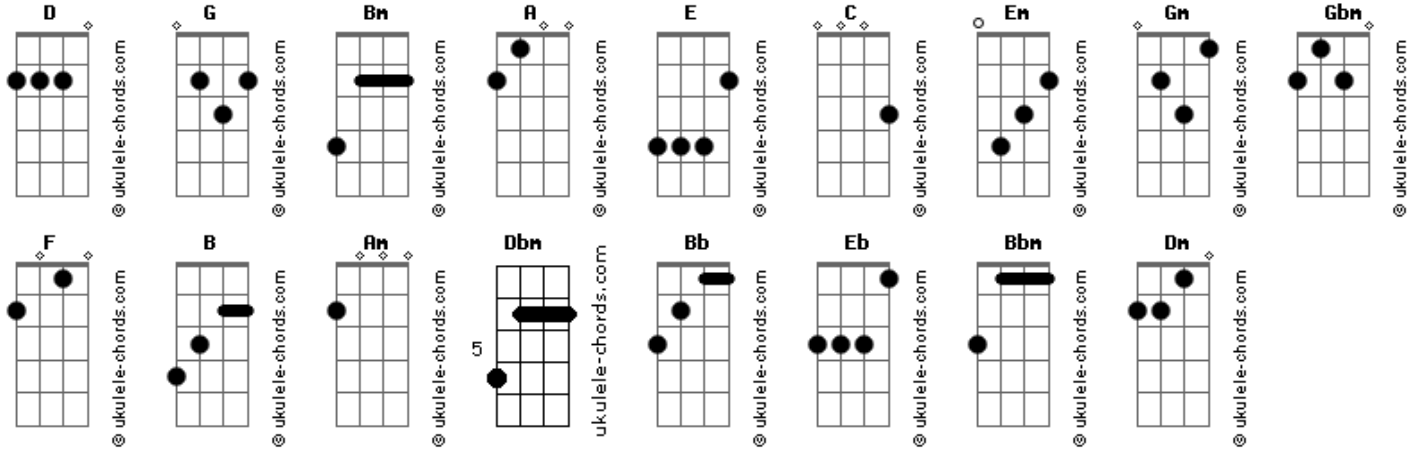 D G Bm A E C Em Gm Gbm
© ukulele-chords.com © ukulele-chords.com © ukulele-chords.com © ukulele-chords.com © ukulele-chords.com © ukulele-chords.com © ukulele-chords.com © ukulele-chords.com © ukulele-chords.com
F B Am Dbm Bb Eb Bbm Dm
© ukulele-chords.com © ukulele-chords.com © ukulele-chords.com ukulele-chords.com © ukulele-chords.com © ukulele-chords.com © ukulele-chords.com © ukulele-chords.com
5